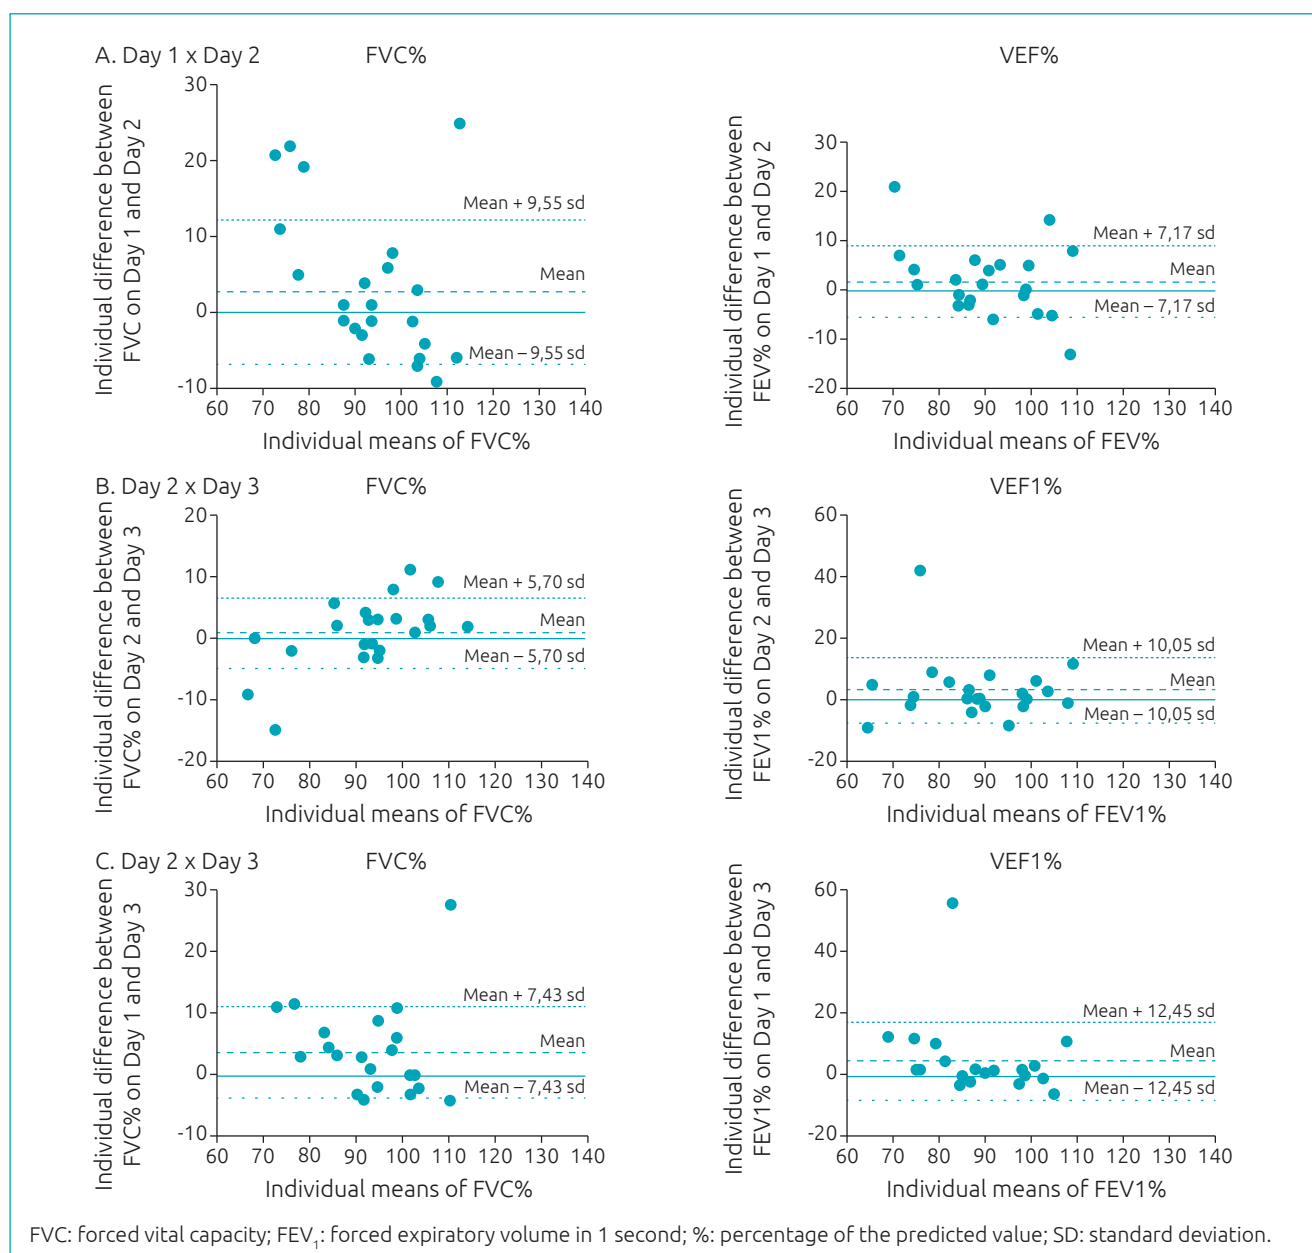 A. Day 1 x Day 2
FVC%
Individual difference between
FVC on Day 1 and Day 2
30
20
10
0
-10
Mean + 9,55 sd
Mean
Mean – 9,55 sd
60 70 80 90 100 110 120 130 140
Individual means of FVC%
VEF%
Individual difference between
FEV% on Day 1 and Day 2
30
20
10
0
-10
-20
Mean + 7,17 sd
Mean
Mean – 7,17 sd
60 70 80 90 100 110 120 130 140
Individual means of FEV%
B. Day 2 x Day 3
FVC%
Individual difference between
FVC% on Day 2 and Day 3
20
10
0
-10
-20
Mean + 5,70 sd
Mean
Mean – 5,70 sd
60 70 80 90 100 110 120 130 140
Individual means of FVC%
VEF1%
Individual difference between
FEV1% on Day 2 and Day 3
60
40
20
0
-20
Mean + 10,05 sd
Mean
Mean – 10,05 sd
60 70 80 90 100 110 120 130 140
Individual means of FEV1%
C. Day 2 x Day 3
FVC%
Individual difference between
FVC% on Day 1 and Day 3
30
20
10
0
-10
Mean + 7,43 sd
Mean
Mean – 7,43 sd
60 70 80 90 100 110 120 130 140
Individual means of FVC%
VEF1%
Individual difference between
FEV1% on Day 1 and Day 3
60
40
20
0
-20
Mean + 12,45 sd
Mean
Mean – 12,45 sd
60 70 80 90 100 110 120 130 140
Individual means of FEV1%
FVC: forced vital capacity; FEV₁: forced expiratory volume in 1 second; %: percentage of the predicted value; SD: standard deviation.